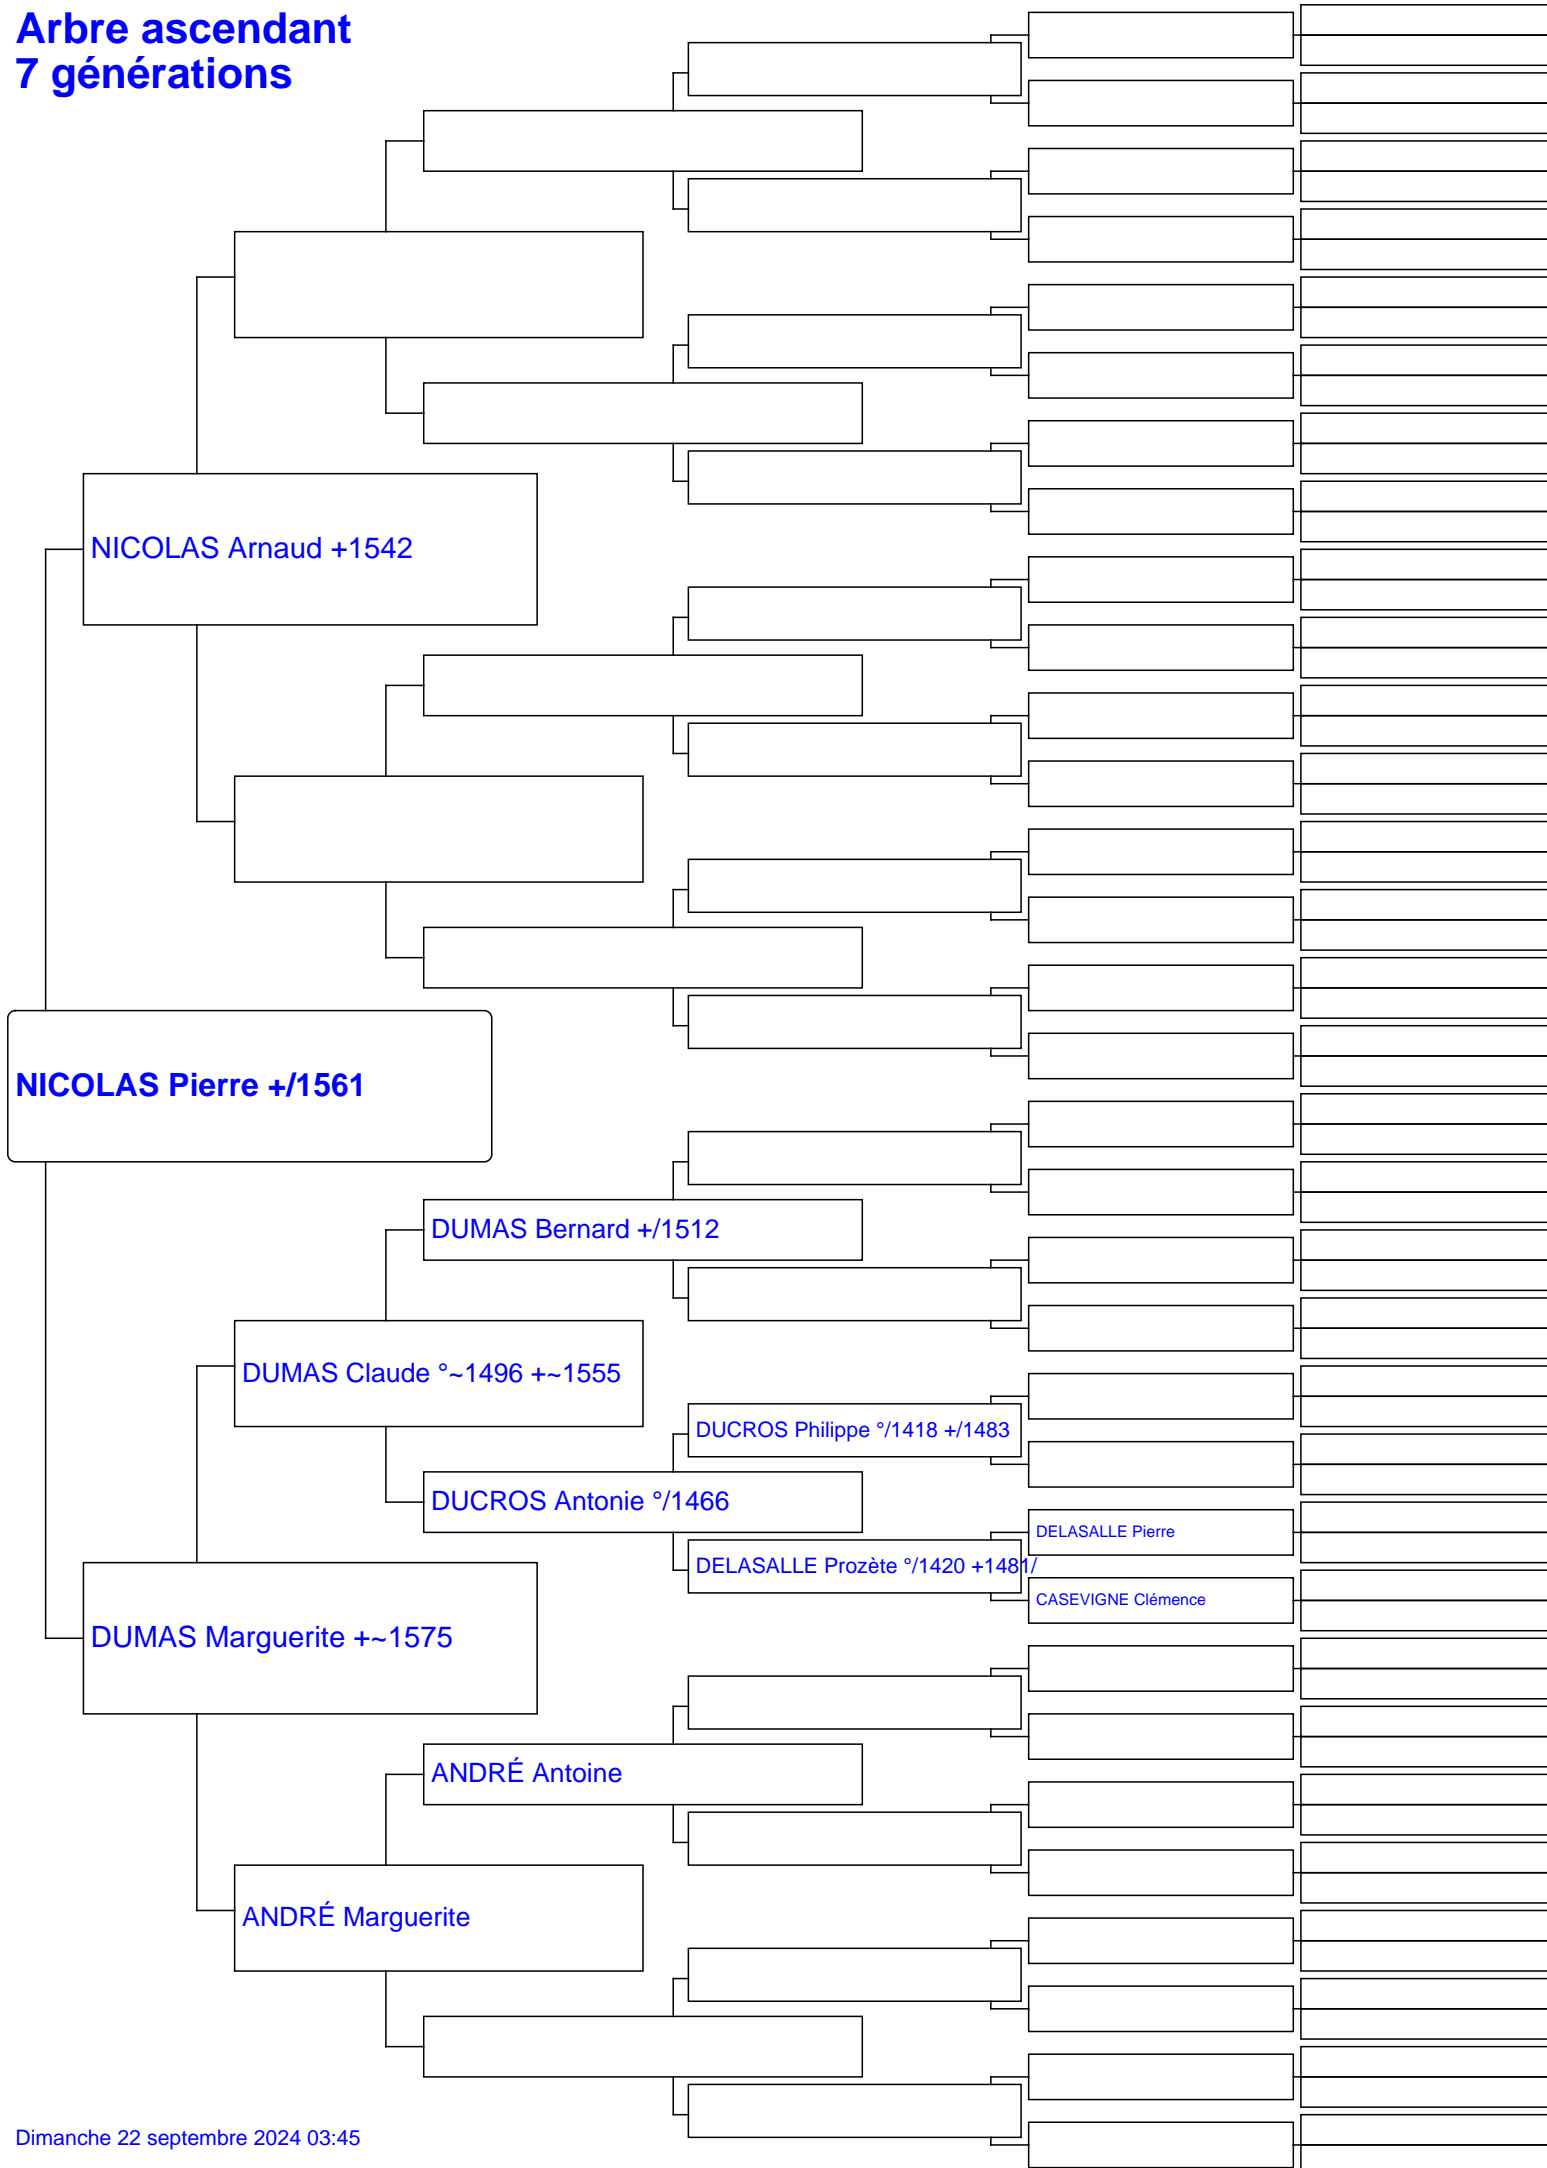 Arbre ascendant
7 générations
NICOLAS Arnaud +1542
NICOLAS Pierre +/1561
DUMAS Bernard +/1512
DUMAS Claude °~1496 +~1555
DUCROS Philippe °/1418 +/1483
DUCROS Antonie °/1466
DELASALLE Pierre
DELASALLE Prozète °/1420 +1481/
CASEVIGNE Clémence
DUMAS Marguerite +~1575
ANDRÉ Antoine
ANDRÉ Marguerite
Dimanche 22 septembre 2024 03:45